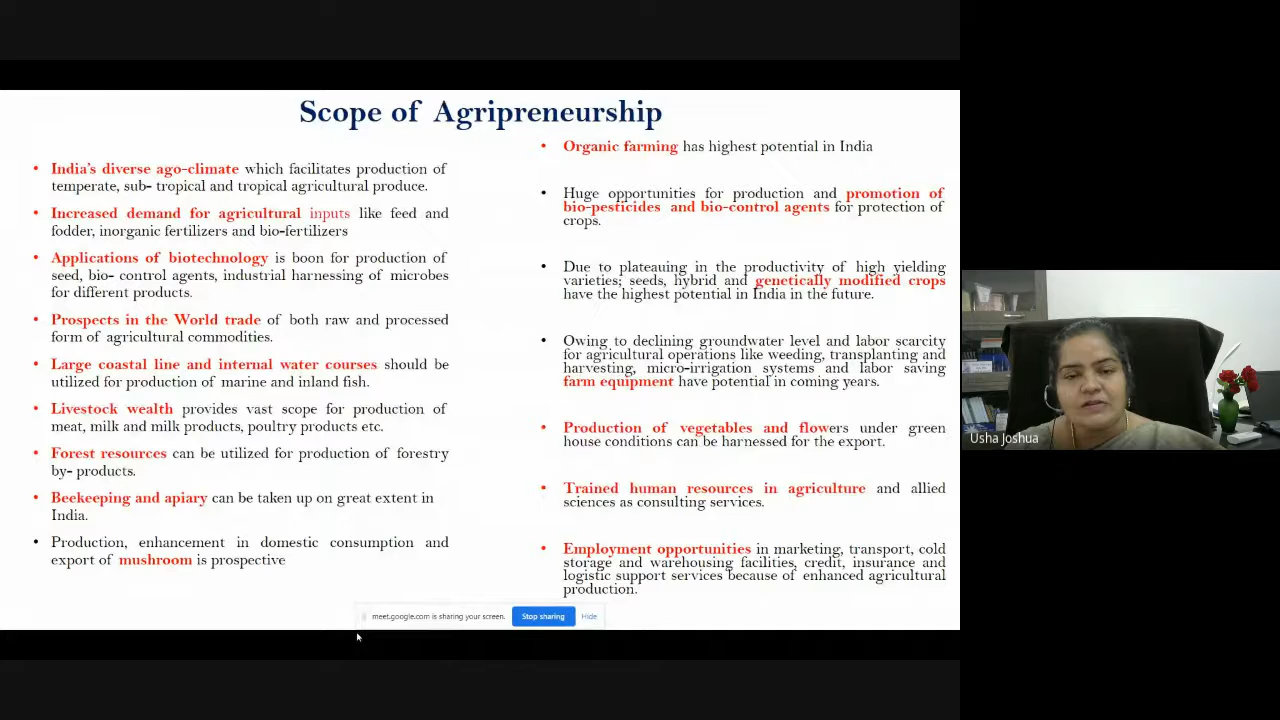 Scope of Agripreneurship
• India's diverse ago-climate which facilitates production of
temperate, sub- tropical and tropical agricultural produce.
• Increased demand for agricultural inputs like feed and
fodder, inorganic fertilizers and bio-fertilizers
• Applications of biotechnology is boon for production of
seed, bio- control agents, industrial harnessing of microbes
for different products.
• Prospects in the World trade of both raw and processed
form of agricultural commodities.
• Large coastal line and internal water courses should be
utilized for production of marine and inland fish.
• Livestock wealth provides vast scope for production of
meat, milk and milk products, poultry products etc.
• Forest resources can be utilized for production of forestry
by- products.
• Beekeeping and apiary can be taken up on great extent in
India.
• Production, enhancement in domestic consumption and
export of mushroom is prospective
• Organic farming has highest potential in India
• Huge opportunities for production and promotion of
bio-pesticides and bio-control agents for protection of
crops.
• Due to plateauing in the productivity of high yielding
varieties; seeds, hybrid and genetically modified crops
have the highest potential in India in the future.
• Owing to declining groundwater level and labor scarcity
for agricultural operations like weeding, transplanting and
harvesting, micro-irrigation systems and labor saving
farm equipment have potential in coming years.
• Production of vegetables and flowers under green
house conditions can be harnessed for the export.
• Trained human resources in agriculture and allied
sciences as consulting services.
• Employment opportunities in marketing, transport, cold
storage and warehousing facilities, credit, insurance and
logistic support services because of enhanced agricultural
production.
meet.google.com is sharing your screen. Stop sharing Hide
Usha Joshua